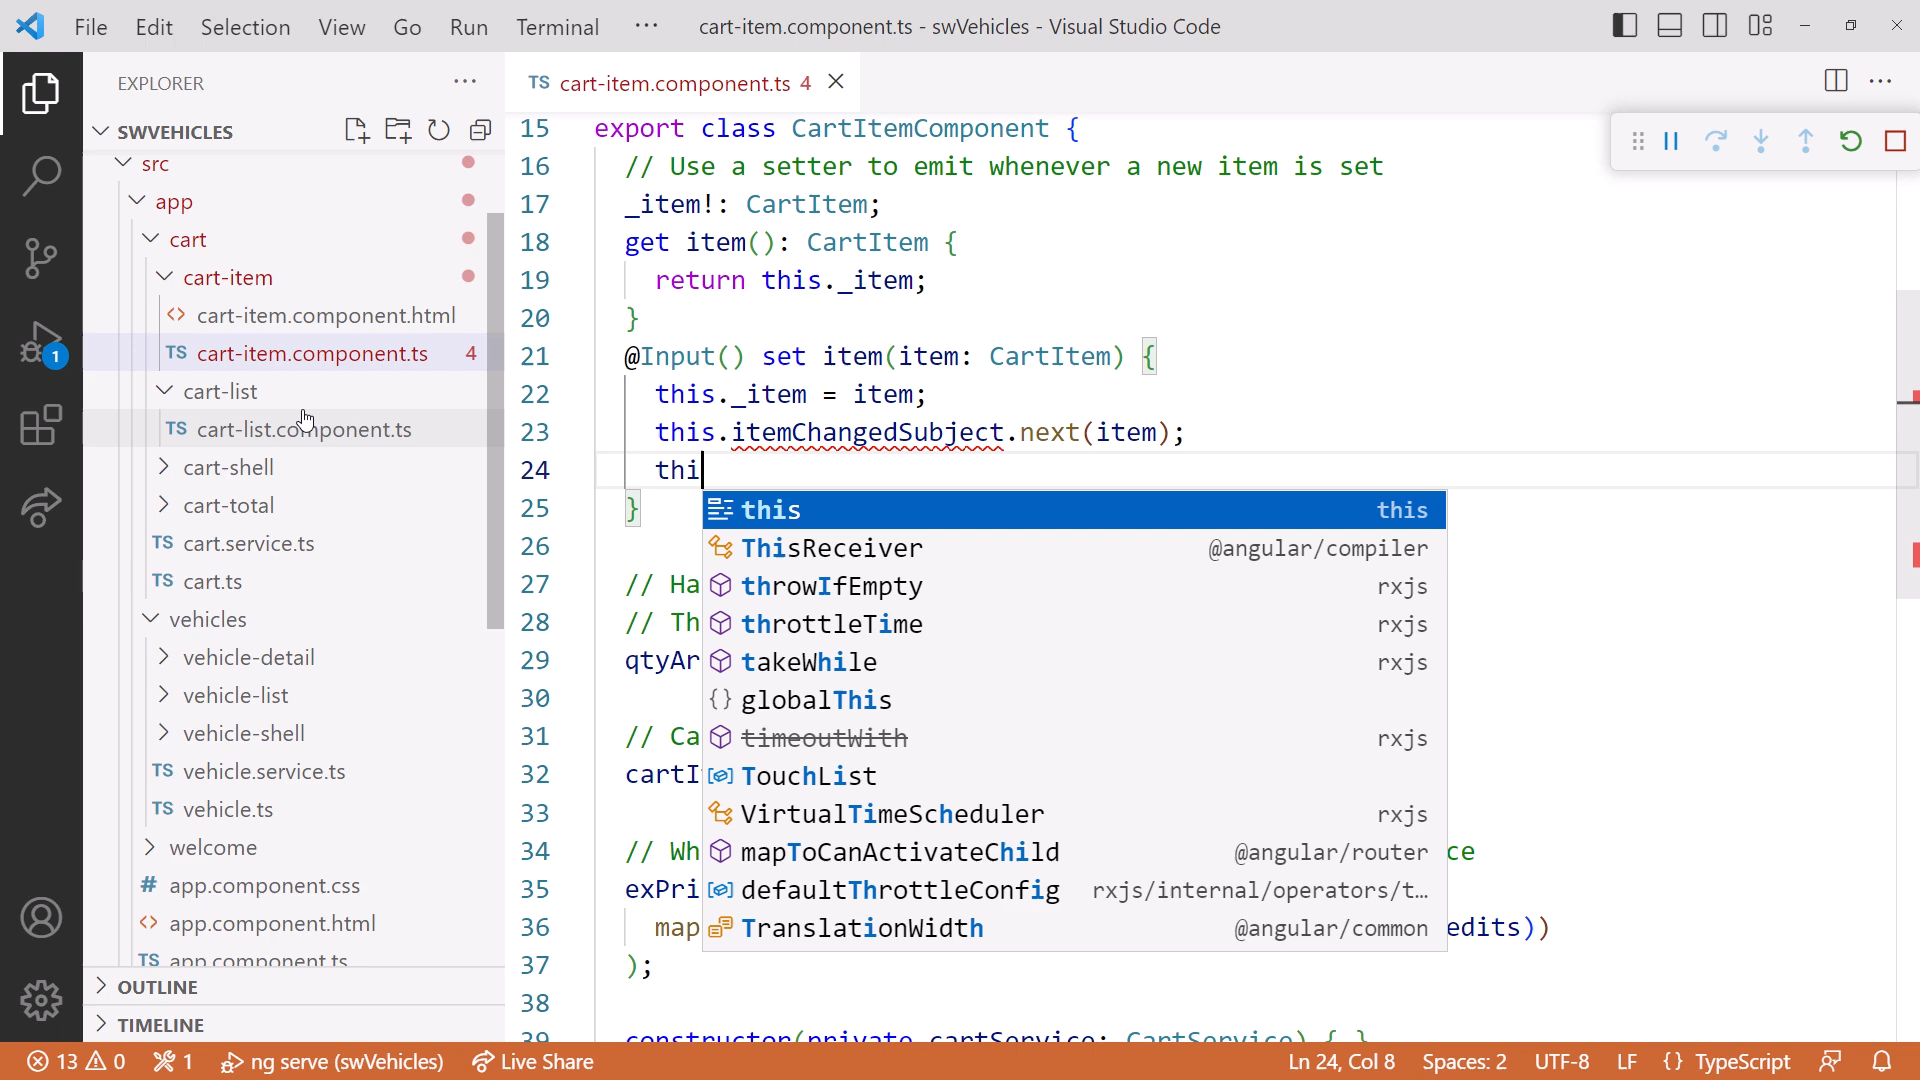 File Edit Selection View Go Run Terminal ··· cart-item.component.ts - swVehicles - Visual Studio Code
EXPLORER ···
SWVEHICLES
src
app
cart
cart-item
<> cart-item.component.html
TS cart-item.component.ts 4
cart-list
TS cart-list.component.ts
cart-shell
cart-total
TS cart.service.ts
TS cart.ts
vehicles
vehicle-detail
vehicle-list
vehicle-shell
TS vehicle.service.ts
TS vehicle.ts
welcome
# app.component.css
<> app.component.html
TS app.component.ts
OUTLINE
TIMELINE
1
TS cart-item.component.ts 4
15 export class CartItemComponent {
16 // Use a setter to emit whenever a new item is set
17 _item!: CartItem;
18 get item(): CartItem {
19 return this._item;
20 }
21 @Input() set item(item: CartItem) {
22 this._item = item;
23 this.itemChangedSubject.next(item);
24 thi
25 }
26
27 // Ha
28 // Th
29 qtyAr
30
31 // Ca
32 cartI
33
34 // Wh ce
35 exPri
36 map edits))
37 );
38
39 constructor(private cartService: CartService) { }
this this
ThisReceiver @angular/compiler
throwIfEmpty rxjs
throttleTime rxjs
takeWhile rxjs
{} globalThis
timeoutWith rxjs
TouchList
VirtualTimeScheduler rxjs
mapToCanActivateChild @angular/router
defaultThrottleConfig rxjs/internal/operators/t…
TranslationWidth @angular/common
13 0 1 ng serve (swVehicles) Live Share Ln 24, Col 8 Spaces: 2 UTF-8 LF {} TypeScript